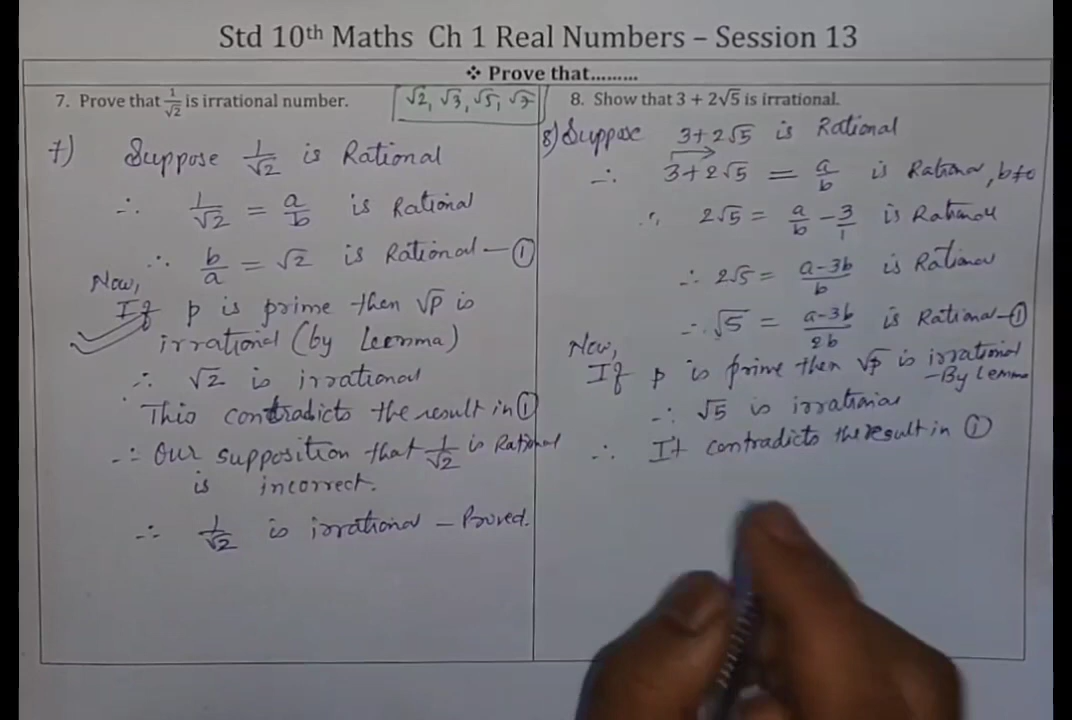 Std 10th Maths Ch 1 Real Numbers – Session 13
❖ Prove that.........
7. Prove that 1/√2 is irrational number.
√2, √3, √5, √7
7) Suppose 1/√2 is Rational
∴ 1/√2 = a/b is Rational
∴ b/a = √2 is Rational — ①
Now,
If p is prime then √p is
irrational (by Leemma)
∴ √2 is irrational
This contradicts the result in ①
∴ Our supposition that 1/√2 is Rational
is incorrect.
∴ 1/√2 is irrational – Proved.
8. Show that 3 + 2√5 is irrational.
8) Suppose 3+2√5 is Rational
∴ 3+2√5 = a/b is Rational, b≠0
∴ 2√5 = a/b − 3/1 is Rational
∴ 2√5 = a−3b/b is Rational
∴ √5 = a−3b/2b is Rational – ①
Now,
If p is prime then √p is irrational
– By Lemma
∴ √5 is irrational
∴ It contradicts the result in ①